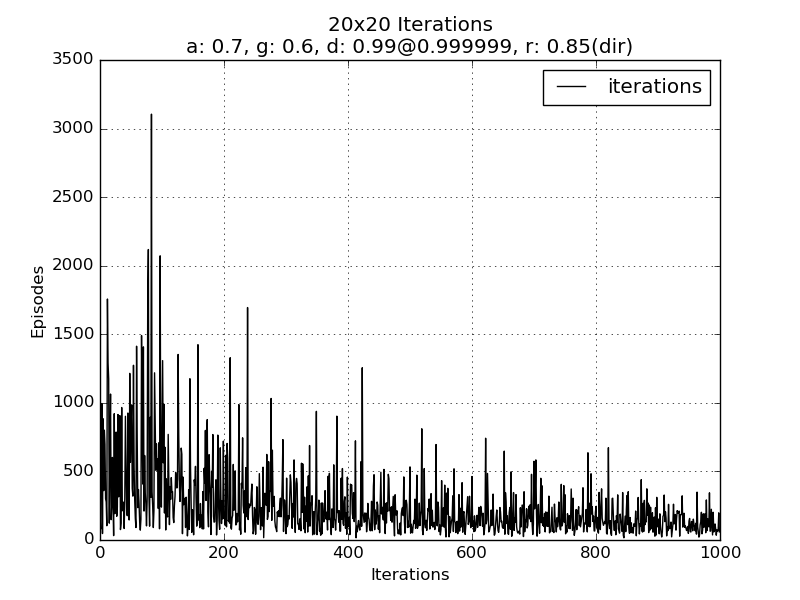 20x20 Iterations
a: 0.7, g: 0.6, d: 0.99@0.999999, r: 0.85(dir)
iterations
3500
3000
2500
2000
1500
1000
500
0
Episodes
0 200 400 600 800 1000
Iterations